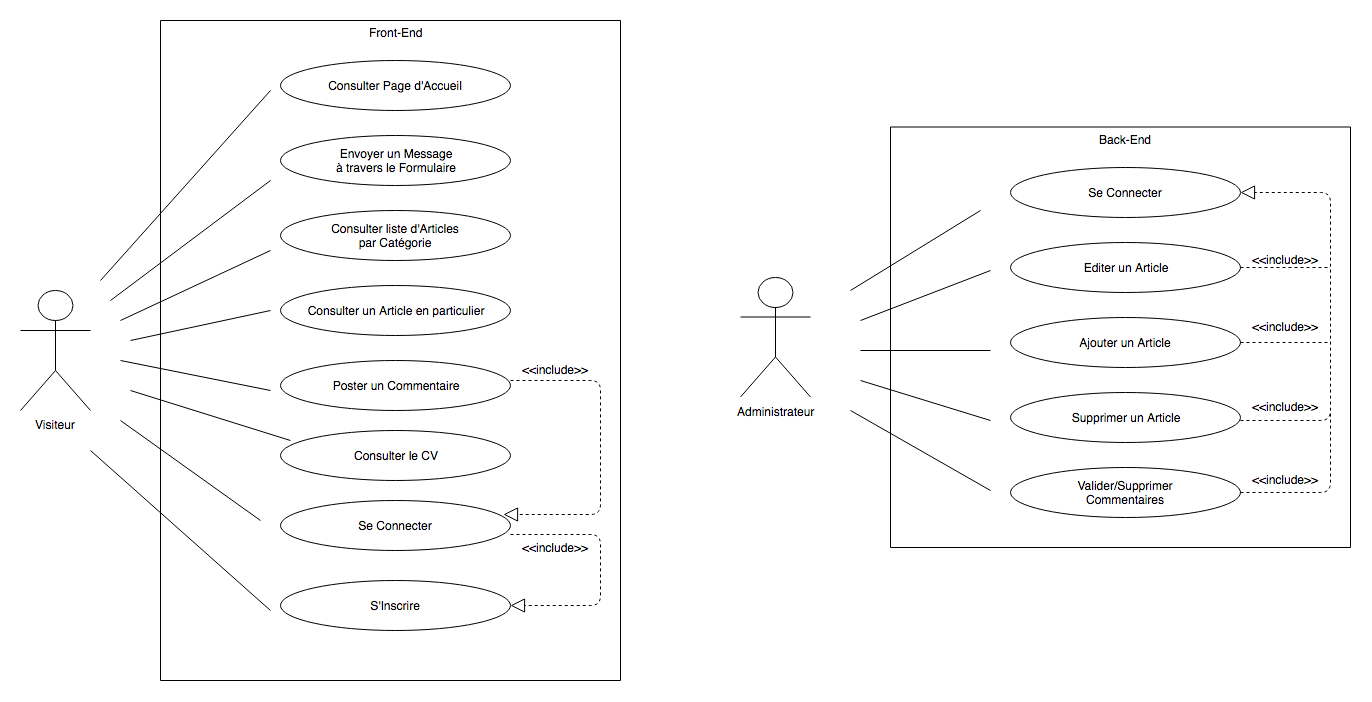 Front-End
Consulter Page d'Accueil
Envoyer un Message
à travers le Formulaire
Consulter liste d'Articles
par Catégorie
Consulter un Article en particulier
Poster un Commentaire
<<include>>
Consulter le CV
Se Connecter
<<include>>
S'Inscrire
Visiteur
Back-End
Se Connecter
Editer un Article
<<include>>
Ajouter un Article
<<include>>
Supprimer un Article
<<include>>
Valider/Supprimer
Commentaires
<<include>>
Administrateur